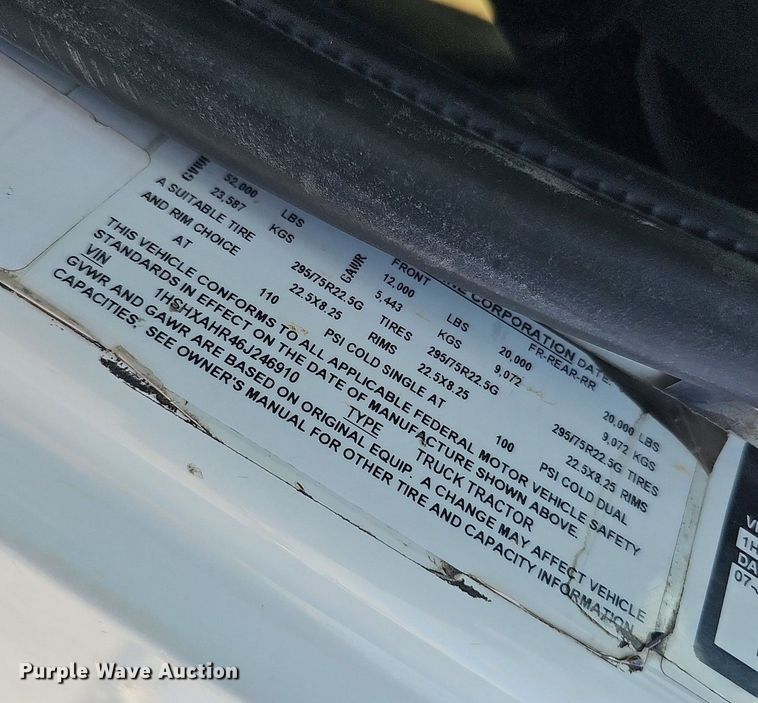 NE CORPORATION DATE:
FRONT FR-REAR-RR
GVWR 52,000 LBS GAWR 12,000 LBS 20,000 20,000 LBS
23,587 KGS 5,443 KGS 9,072 9,072 KGS
A SUITABLE TIRE 295/75R22.5G TIRES 295/75R22.5G 295/75R22.5G TIRES
AND RIM CHOICE 22.5X8.25 RIMS 22.5X8.25 22.5X8.25 RIMS
AT 110 PSI COLD SINGLE AT 100 PSI COLD DUAL
THIS VEHICLE CONFORMS TO ALL APPLICABLE FEDERAL MOTOR VEHICLE SAFETY
STANDARDS IN EFFECT ON THE DATE OF MANUFACTURE SHOWN ABOVE.
VIN 1HSHXAHR46J246910 TYPE TRUCK TRACTOR
GVWR AND GAWR ARE BASED ON ORIGINAL EQUIP. A CHANGE MAY AFFECT VEHICLE
CAPACITIES: SEE OWNER'S MANUAL FOR OTHER TIRE AND CAPACITY INFORMATION
1H
DA
07-
Purple Wave Auction